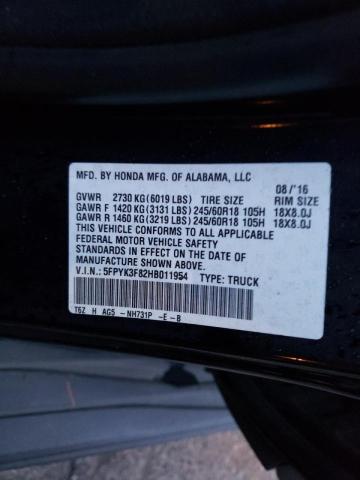 MFD. BY HONDA MFG. OF ALABAMA, LLC
08/'16
GVWR 2730 KG(6019 LBS) TIRE SIZE RIM SIZE
GAWR F 1420 KG(3131 LBS) 245/60R18 105H 18X8.0J
GAWR R 1460 KG(3219 LBS) 245/60R18 105H 18X8.0J
THIS VEHICLE CONFORMS TO ALL APPLICABLE
FEDERAL MOTOR VEHICLE SAFETY
STANDARDS IN EFFECT ON THE DATE OF
MANUFACTURE SHOWN ABOVE.
V.I.N.: 5FPYK3F82HB011954 TYPE: TRUCK
T6Z H AG5 -NH731P -E -B